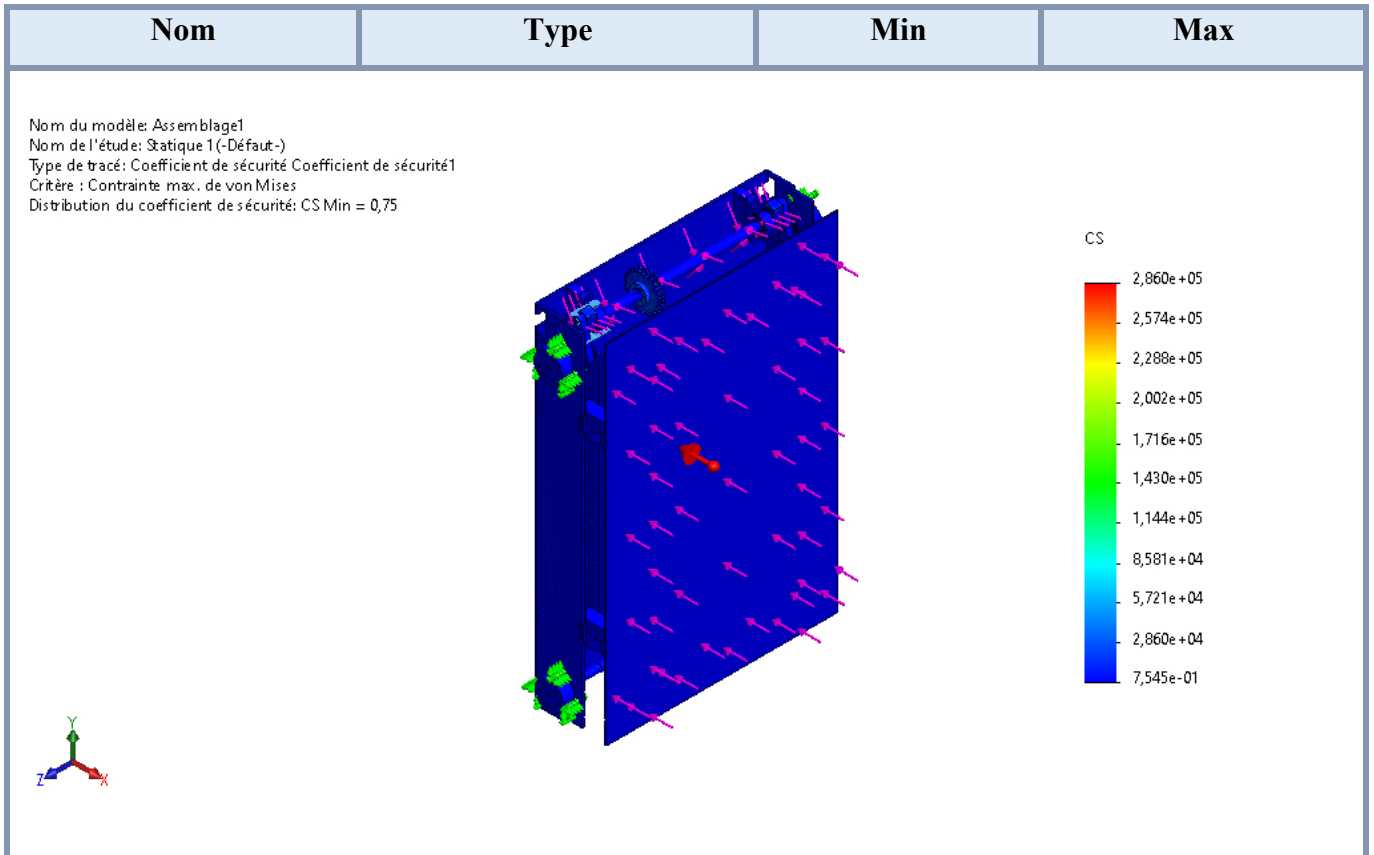 Nom Type Min Max
Nom du modèle: Assemblage1
Nom de l'étude: Statique 1(-Défaut-)
Type de tracé: Coefficient de sécurité Coefficient de sécurité1
Critère : Contrainte max. de von Mises
Distribution du coefficient de sécurité: CS Min = 0,75
CS
2,860e+05
2,574e+05
2,288e+05
2,002e+05
1,716e+05
1,430e+05
1,144e+05
8,581e+04
5,721e+04
2,860e+04
7,545e-01
Y
Z X